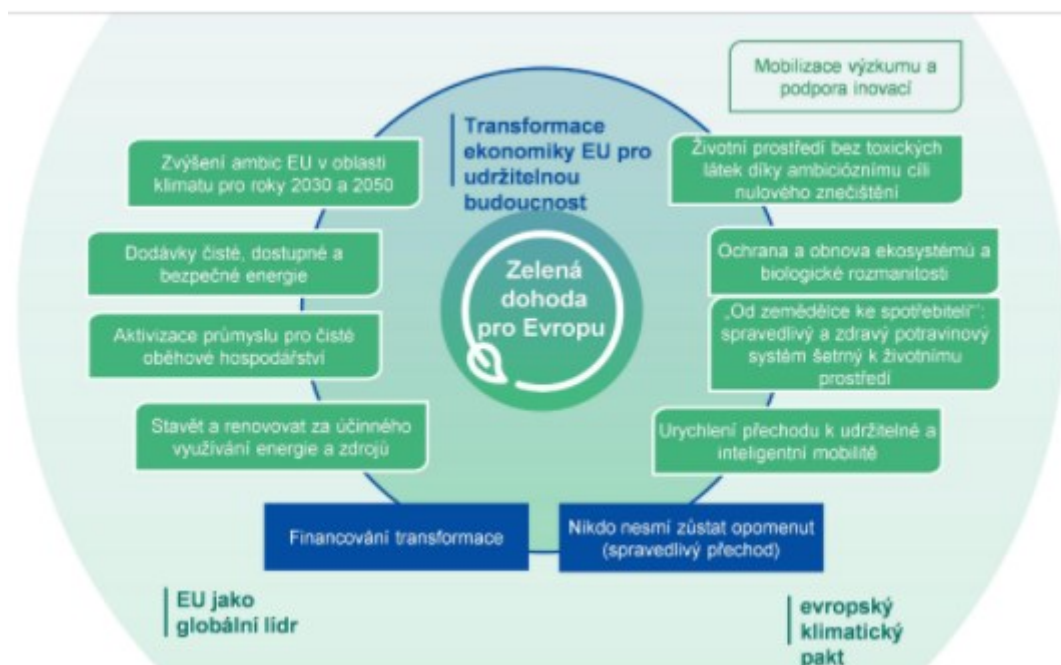 Mobilizace výzkumu a
podpora inovací
Transformace
ekonomiky EU pro
udržitelnou
budoucnost
Zvýšení ambic EU v oblasti
klimatu pro roky 2030 a 2050
Životní prostředí bez toxických
látek díky ambicióznímu cíli
nulového znečištění
Dodávky čisté, dostupné a
bezpečné energie
Zelená
dohoda
pro Evropu
Ochrana a obnova ekosystémů a
biologické rozmanitosti
Aktivizace průmyslu pro čisté
oběhové hospodářství
„Od zemědělce ke spotřebiteli“:
spravedlivý a zdravý potravinový
systém šetrný k životnímu
prostředí
Stavět a renovovat za účinného
využívání energie a zdrojů
Urychlení přechodu k udržitelné a
inteligentní mobilitě
Financování transformace
Nikdo nesmí zůstat opomenut
(spravedlivý přechod)
EU jako
globální lídr
evropský
klimatický
pakt